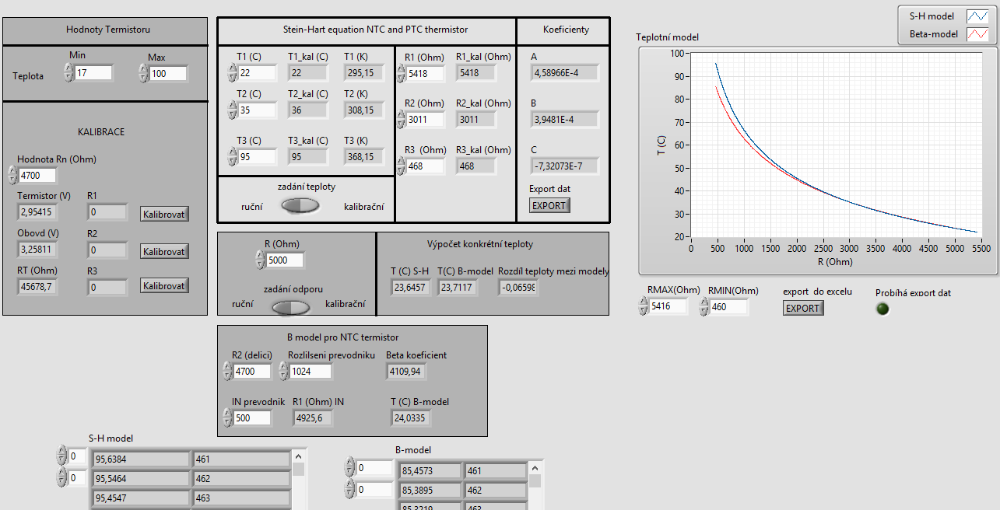 Hodnoty Termistoru
Teplota
Min
17
Max
100
KALIBRACE
Hodnota Rn (Ohm)
4700
Termistor (V)
2,95415
R1
0
Kalibrovat
Obovd (V)
3,25811
R2
0
Kalibrovat
RT (Ohm)
45678,7
R3
0
Kalibrovat
Stein-Hart equation NTC and PTC thermistor
T1 (C) T1_kal (C) T1 (K)
22 22 295,15
T2 (C) T2_kal (C) T2 (K)
35 36 308,15
T3 (C) T3_kal (C) T3 (K)
95 95 368,15
zadání teploty
ruční kalibrační
R1 (Ohm) R1_kal (Ohm)
5418 5418
R2 (Ohm) R2_kal (Ohm)
3011 3011
R3 (Ohm) R3_kal (Ohm)
468 468
Koeficienty
A
4,58966E-4
B
3,9481E-4
C
-7,32073E-7
Export dat
EXPORT
R (Ohm)
5000
zadání odporu
ruční kalibrační
Výpočet konkrétní teploty
T (C) S-H T(C) B-model Rozdíl teploty mezi modely
23,6457 23,7117 -0,06598
B model pro NTC termistor
R2 (delici) Rozlilseni prevodniku Beta koeficient
4700 1024 4109,94
IN prevodnik R1 (Ohm) IN T (C) B-model
500 4925,6 24,0335
S-H model
0
0
95,6384 461
95,5464 462
95,4547 463
B-model
0
0
85,4573 461
85,3895 462
85,3219 463
Teplotní model
S-H model
Beta-model
T (C)
100
90
80
70
60
50
40
30
20
0 500 1000 1500 2000 2500 3000 3500 4000 4500 5000 5500
R (Ohm)
RMAX(Ohm) RMIN(Ohm)
5416 460
export do excelu
EXPORT
Probíhá export dat